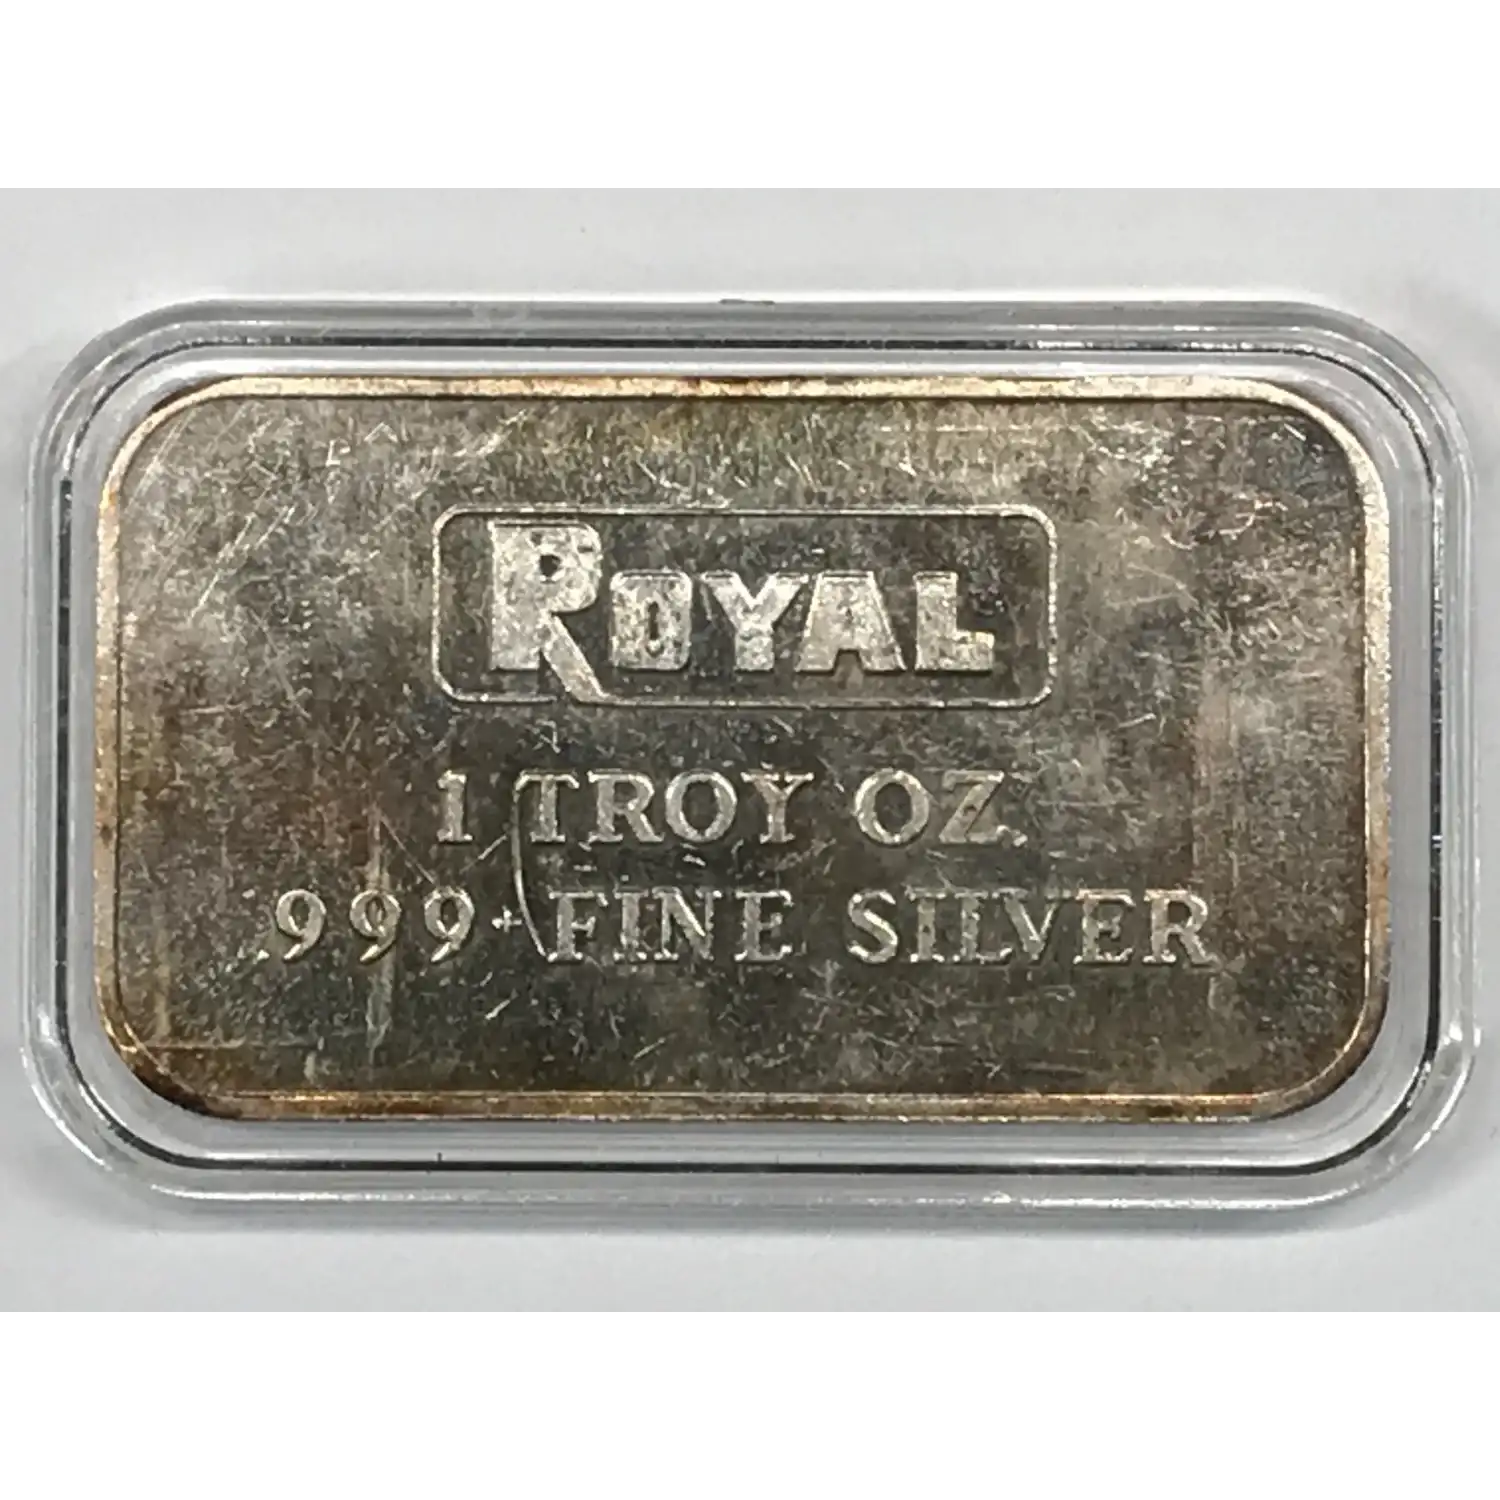 ROYAL
1 TROY OZ.
.999+ FINE SILVER